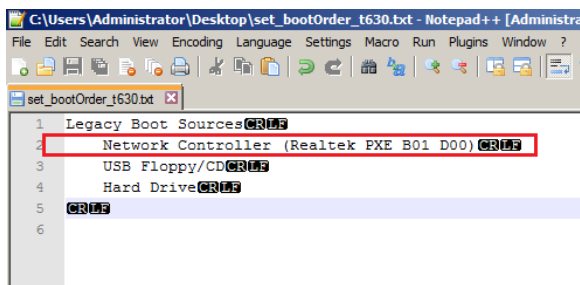 C:\Users\Administrator\Desktop\set_bootOrder_t630.txt - Notepad++ [Administra
File Edit Search View Encoding Language Settings Macro Run Plugins Window ?
set_bootOrder_t630.txt
1 Legacy Boot SourcesCRLF
2 Network Controller (Realtek PXE B01 D00)CRLF
3 USB Floppy/CDCRLF
4 Hard DriveCRLF
5 CRLF
6